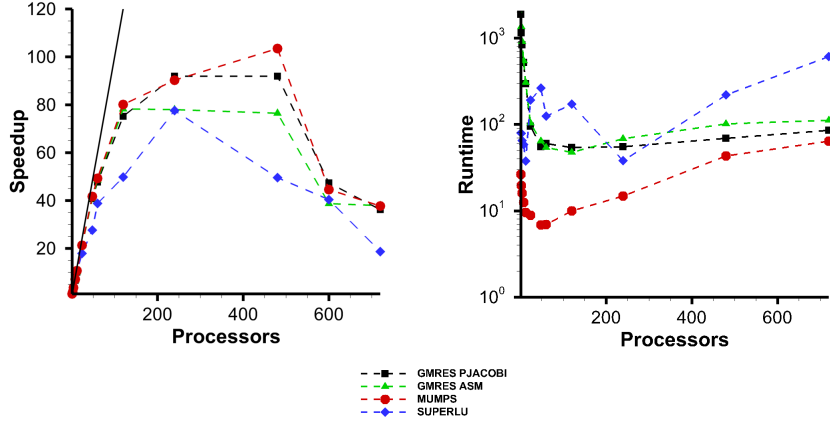 120
100
80
60
40
20
Speedup
200
400
600
Processors
10³
10²
10¹
10⁰
Runtime
200
400
600
Processors
GMRES PJACOBI
GMRES ASM
MUMPS
SUPERLU